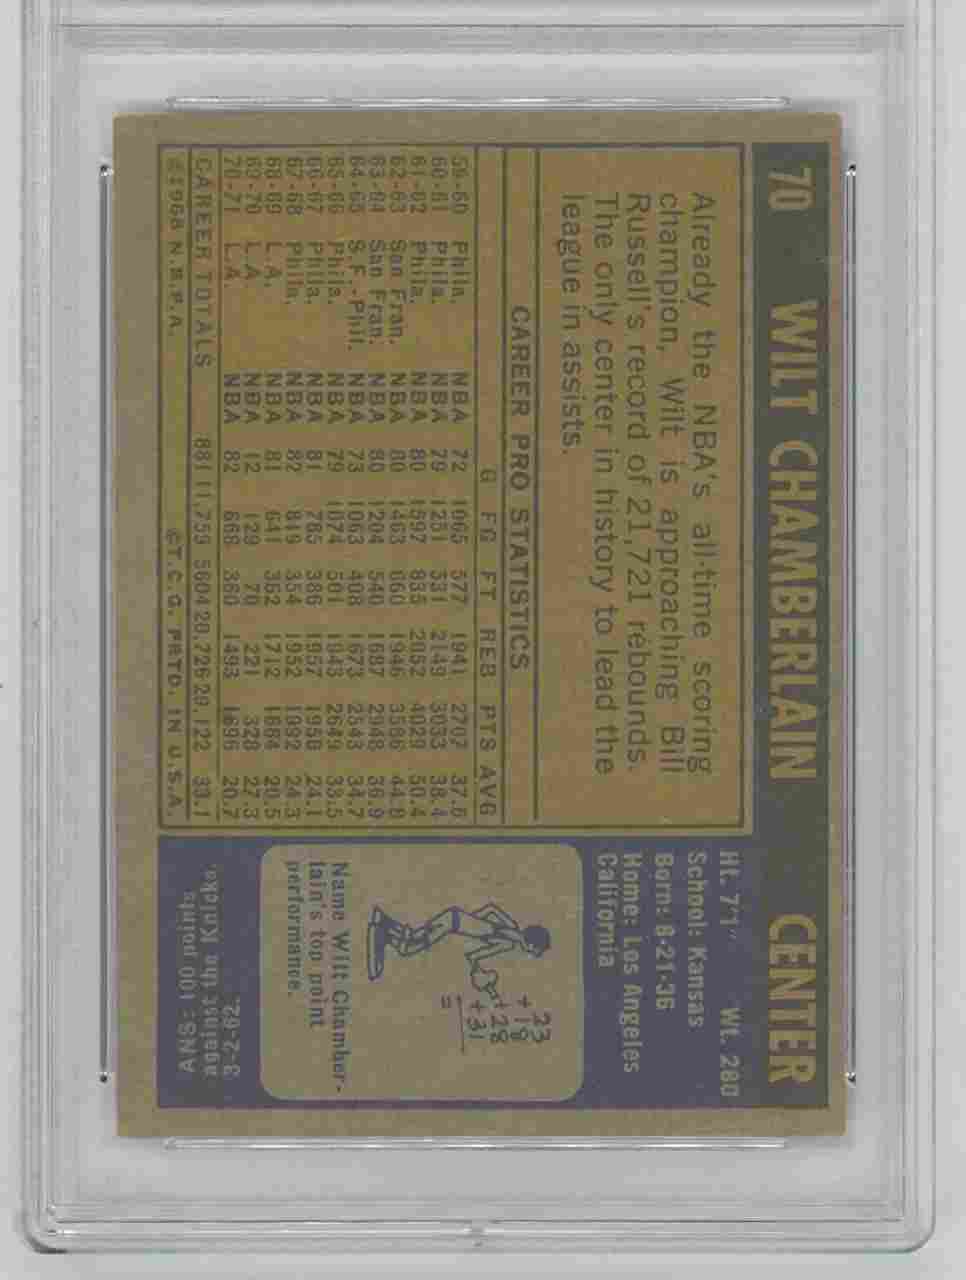 70 WILT CHAMBERLAIN CENTER
Already the NBA's all-time scoring
champion, Wilt is approaching Bill
Russell's record of 21,721 rebounds.
The only center in history to lead the
league in assists.
CAREER PRO STATISTICS
G FG FT REB PTS AVG
59-60 Phila. NBA 72 1065 577 1941 2707 37.6
60-61 Phila. NBA 79 1251 531 2149 3033 38.4
61-62 Phila. NBA 80 1597 835 2052 4029 50.4
62-63 San Fran. NBA 80 1463 660 1946 3586 44.8
63-64 San Fran. NBA 80 1204 540 1687 2948 36.9
64-65 S.F.-Phil. NBA 73 1063 408 1673 2543 34.7
65-66 Phila. NBA 79 1074 501 1943 2649 33.5
66-67 Phila. NBA 81 785 386 1957 1956 24.1
67-68 Phila. NBA 82 819 354 1952 1992 24.3
68-69 L.A. NBA 81 641 382 1712 1664 20.5
69-70 L.A. NBA 12 129 70 221 328 27.3
70-71 L.A. NBA 82 668 360 1493 1696 20.7
CAREER TOTALS 881 11,759 5604 20,726 29,122 33.1
©1968 N.B.P.A. ©T.C.G. PRTD. IN U.S.A.
Ht. 7'1" Wt. 280
School: Kansas
Born: 8-21-36
Home: Los Angeles
California
23
+18
+28
+31
=
Name Wilt Chamber-
lain's top point
performance.
ANS: 100 points
against the Knicks.
3-2-62.